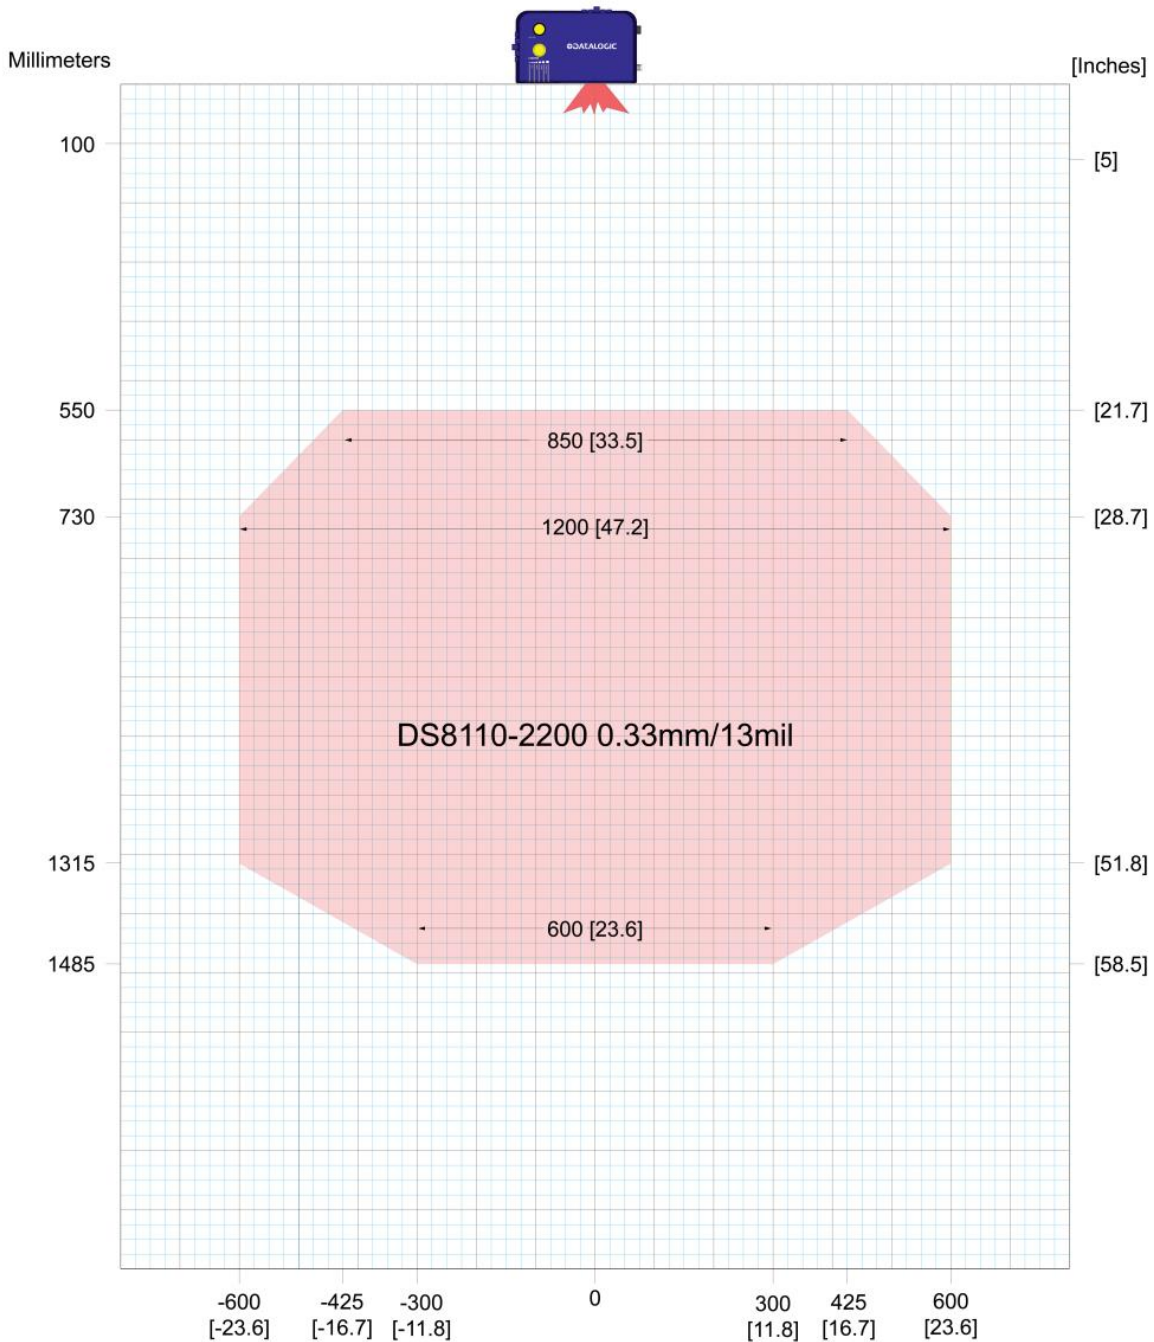 DATALOGIC
Millimeters
[Inches]
100
[5]
550
[21.7]
850 [33.5]
730
[28.7]
1200 [47.2]
DS8110-2200 0.33mm/13mil
1315
[51.8]
600 [23.6]
1485
[58.5]
-600 -425 -300 0 300 425 600
[-23.6] [-16.7] [-11.8] [11.8] [16.7] [23.6]